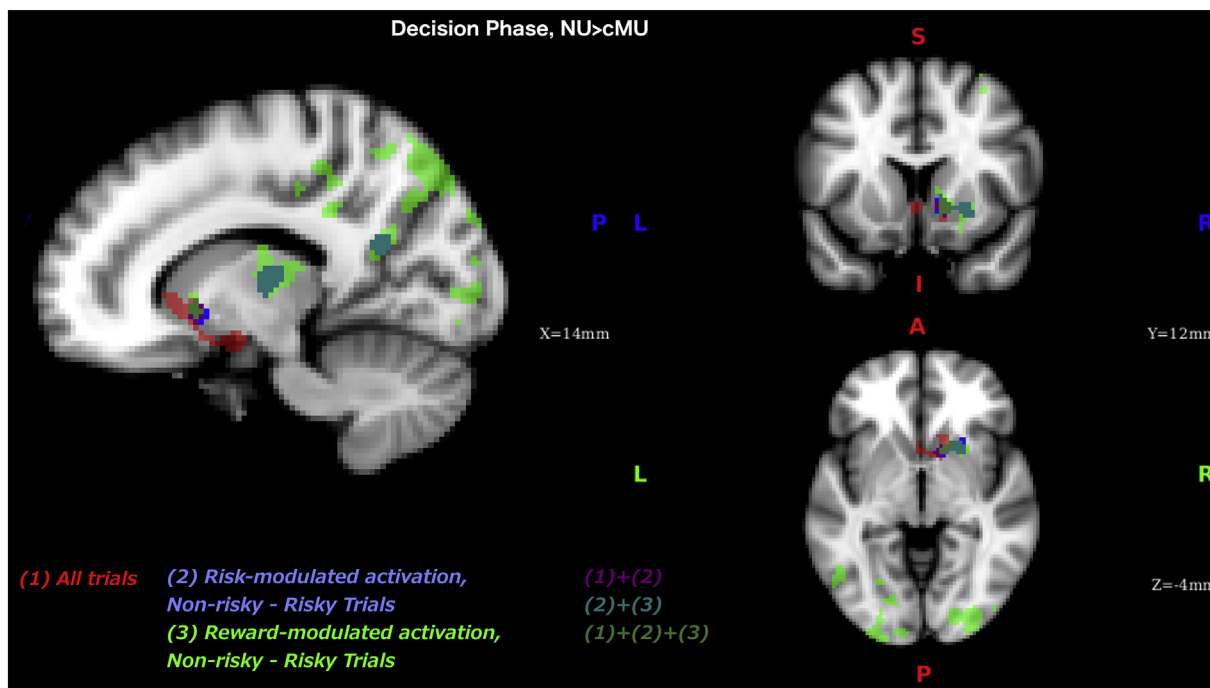 Decision Phase, NU>cMU
S
P L
R
I
X=14mm
Y=12mm
A
L
R
Z=-4mm
P
(1) All trials
(2) Risk-modulated activation,
Non-risky - Risky Trials
(3) Reward-modulated activation,
Non-risky - Risky Trials
(1)+(2)
(2)+(3)
(1)+(2)+(3)